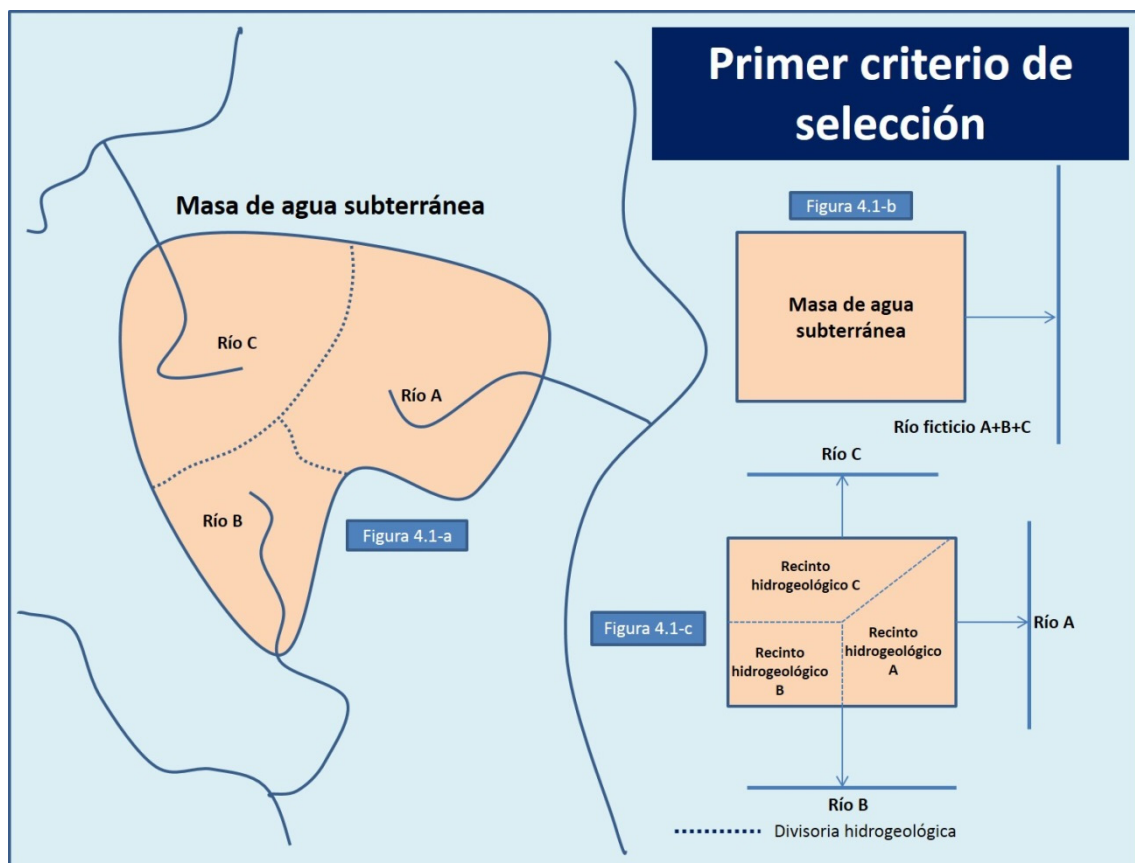 Primer criterio de
selección
Masa de agua subterránea
Río C
Río A
Río B
Figura 4.1-a
Figura 4.1-b
Masa de agua
subterránea
Río ficticio A+B+C
Río C
Recinto
hidrogeológico C
Figura 4.1-c
Recinto
hidrogeológico
B
Recinto
hidrogeológico
A
Río A
Río B
Divisoria hidrogeológica